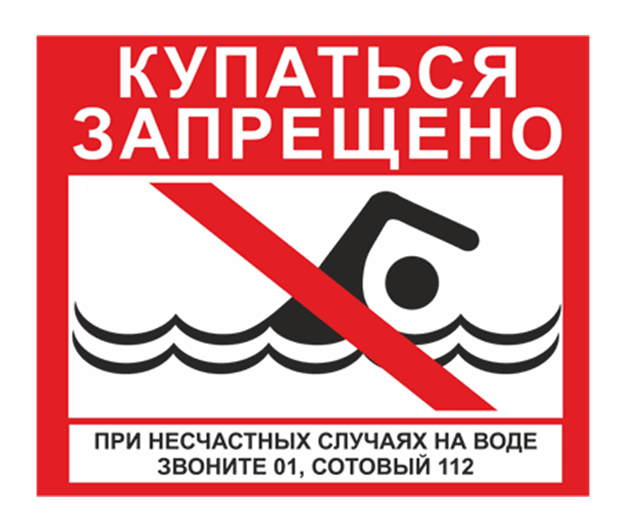 КУПАТЬСЯ
ЗАПРЕЩЕНО
ПРИ НЕСЧАСТНЫХ СЛУЧАЯХ НА ВОДЕ
ЗВОНИТЕ 01, СОТОВЫЙ 112